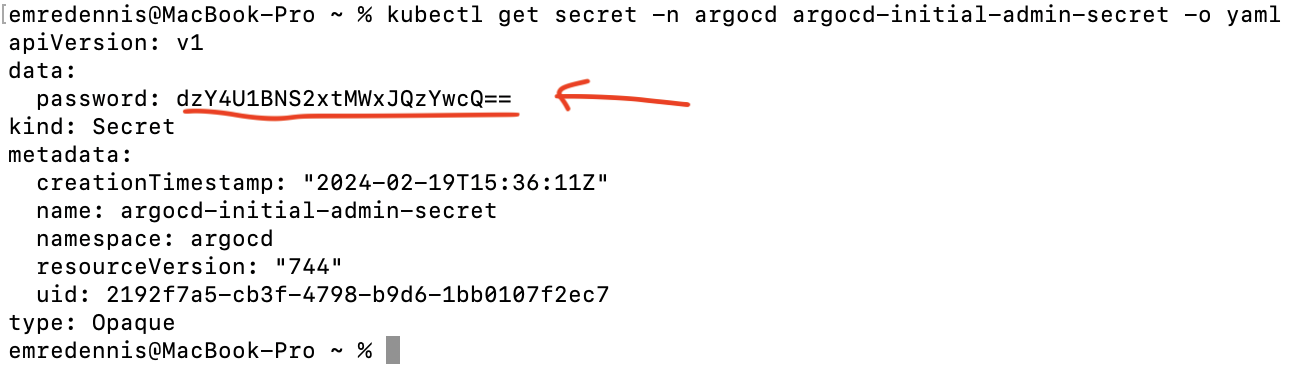 [emredennis@MacBook-Pro ~ % kubectl get secret -n argocd argocd-initial-admin-secret -o yaml
apiVersion: v1
data:
  password: dzY4U1BNS2xtMWxJQzYwcQ==
kind: Secret
metadata:
  creationTimestamp: "2024-02-19T15:36:11Z"
  name: argocd-initial-admin-secret
  namespace: argocd
  resourceVersion: "744"
  uid: 2192f7a5-cb3f-4798-b9d6-1bb0107f2ec7
type: Opaque
emredennis@MacBook-Pro ~ %